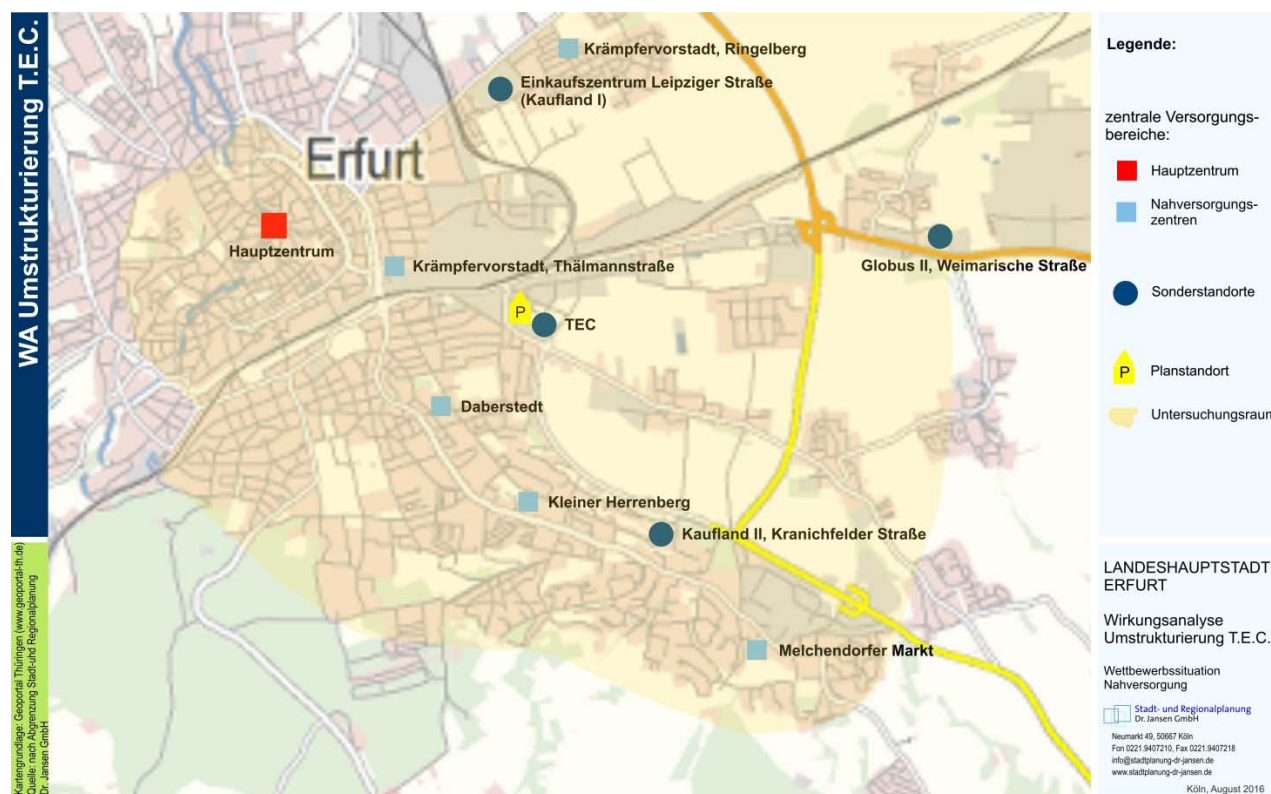 WA Umstrukturierung T.E.C.
Kartengrundlage: Geoportal Thüringen (www.geoportal-th.de)
Quelle: nach Abgrenzung Stadt-und Regionalplanung
Dr. Jansen GmbH
Krämpfervorstadt, Ringelberg
Einkaufszentrum Leipziger Straße
(Kaufland I)
Erfurt
Hauptzentrum
Krämpfervorstadt, Thälmannstraße
Globus II, Weimarische Straße
P
TEC
Daberstedt
Kleiner Herrenberg
Kaufland II, Kranichfelder Straße
Melchendorfer Markt
Legende:
zentrale Versorgungs-
bereiche:
Hauptzentrum
Nahversorgungs-
zentren
Sonderstandorte
P
Planstandort
Untersuchungsraum
LANDESHAUPTSTADT
ERFURT
Wirkungsanalyse
Umstrukturierung T.E.C.
Wettbewerbssituation
Nahversorgung
Stadt- und Regionalplanung
Dr. Jansen GmbH
Neumarkt 49, 50667 Köln
Fon 0221.9407210, Fax 0221.9407218
info@stadtplanung-dr-jansen.de
www.stadtplanung-dr-jansen.de
Köln, August 2016